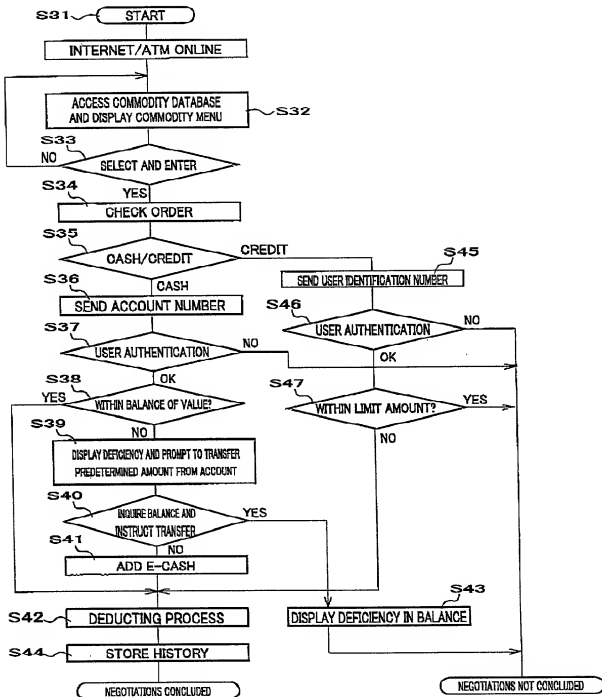 S31
START
INTERNET/ATM ONLINE
ACCESS COMMODITY DATABASE
AND DISPLAY COMMODITY MENU
S32
S33
NO
SELECT AND ENTER
YES
S34
CHECK ORDER
S35
CASH/CREDIT
CREDIT
CASH
S45
SEND USER IDENTIFICATION NUMBER
S36
SEND ACCOUNT NUMBER
S46
USER AUTHENTICATION
NO
OK
S37
USER AUTHENTICATION
NO
OK
S38
YES
WITHIN BALANCE OF VALUE?
NO
S47
WITHIN LIMIT AMOUNT?
YES
NO
S39
DISPLAY DEFICIENCY AND PROMPT TO TRANSFER
PREDETERMINED AMOUNT FROM ACCOUNT
S40
INQUIRE BALANCE AND
INSTRUCT TRANSFER
YES
NO
S41
ADD E-CASH
S42
DEDUCTING PROCESS
S43
DISPLAY DEFICIENCY IN BALANCE
S44
STORE HISTORY
NEGOTIATIONS CONCLUDED
NEGOTIATIONS NOT CONCLUDED